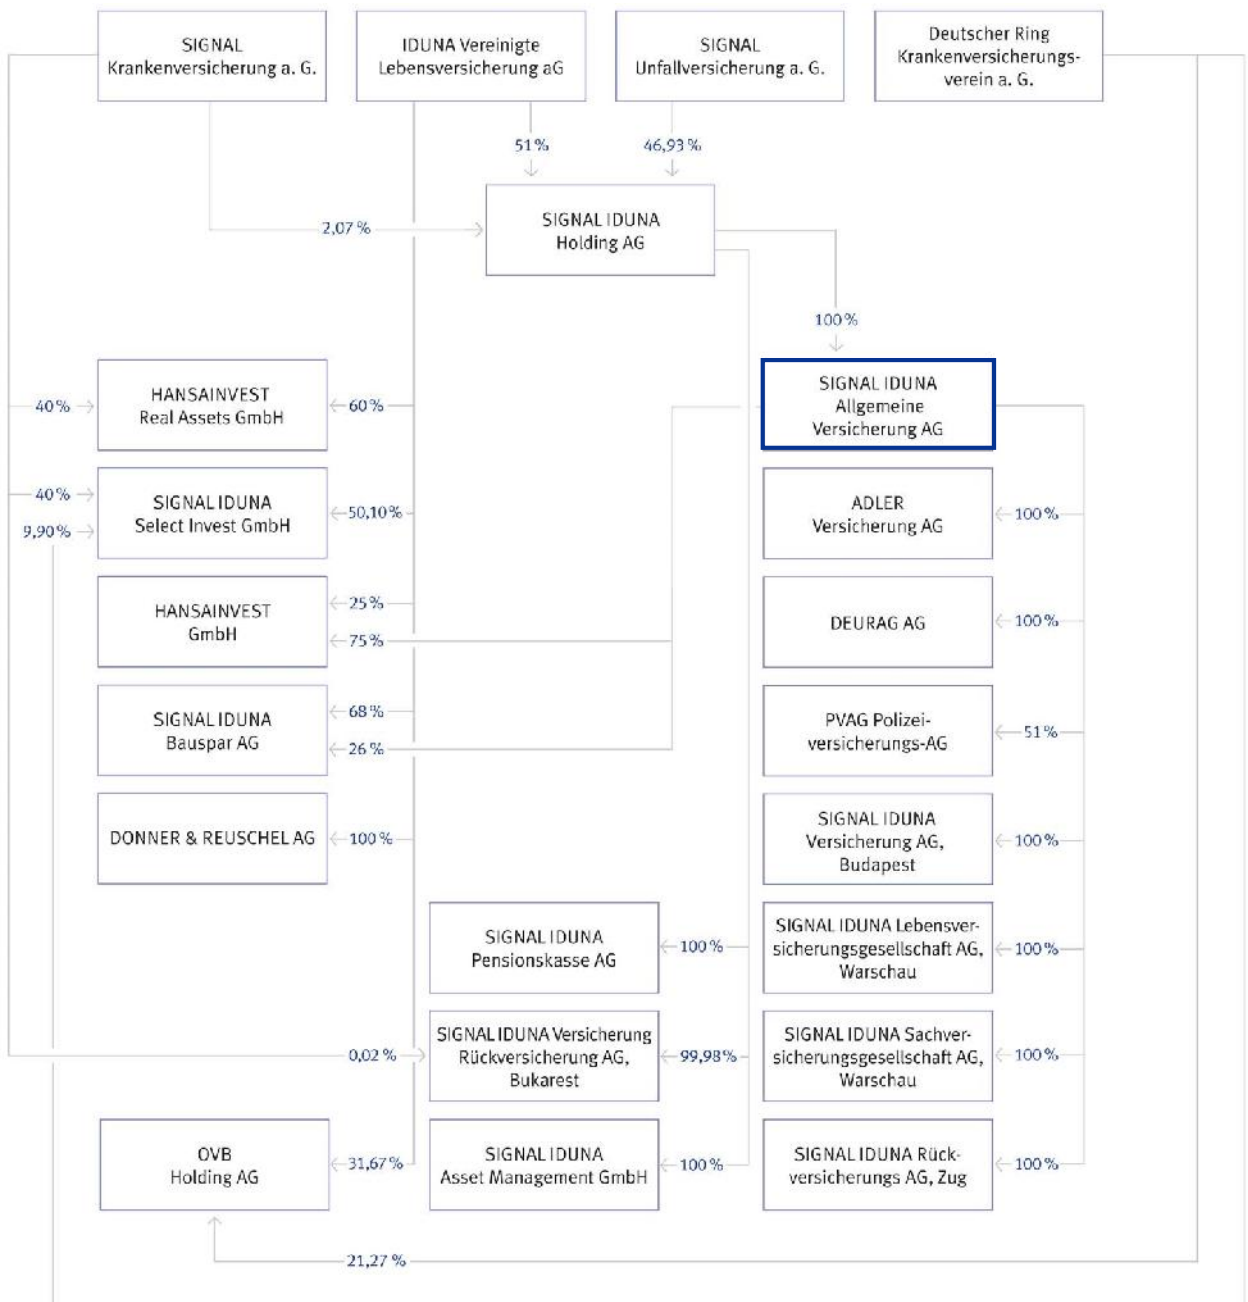 SIGNAL
Krankenversicherung a. G.
IDUNA Vereinigte
Lebensversicherung aG
SIGNAL
Unfallversicherung a. G.
Deutscher Ring
Krankenversicherungs-
verein a. G.
51 %
46,93 %
2,07 %
SIGNAL IDUNA
Holding AG
100 %
40 %
HANSAINVEST
Real Assets GmbH
60 %
SIGNAL IDUNA
Allgemeine
Versicherung AG
40 %
9,90 %
SIGNAL IDUNA
Select Invest GmbH
50,10 %
ADLER
Versicherung AG
100 %
HANSAINVEST
GmbH
25 %
75 %
DEURAG AG
100 %
SIGNAL IDUNA
Bauspar AG
68 %
26 %
PVAG Polizei-
versicherungs-AG
51 %
DONNER & REUSCHEL AG
100 %
SIGNAL IDUNA
Versicherung AG,
Budapest
100 %
SIGNAL IDUNA
Pensionskasse AG
100 %
SIGNAL IDUNA Lebensver-
sicherungsgesellschaft AG,
Warschau
100 %
0,02 %
SIGNAL IDUNA Versicherung
Rückversicherung AG,
Bukarest
99,98 %
SIGNAL IDUNA Sachver-
sicherungsgesellschaft AG,
Warschau
100 %
OVB
Holding AG
31,67 %
SIGNAL IDUNA
Asset Management GmbH
100 %
SIGNAL IDUNA Rück-
versicherungs AG, Zug
100 %
21,27 %